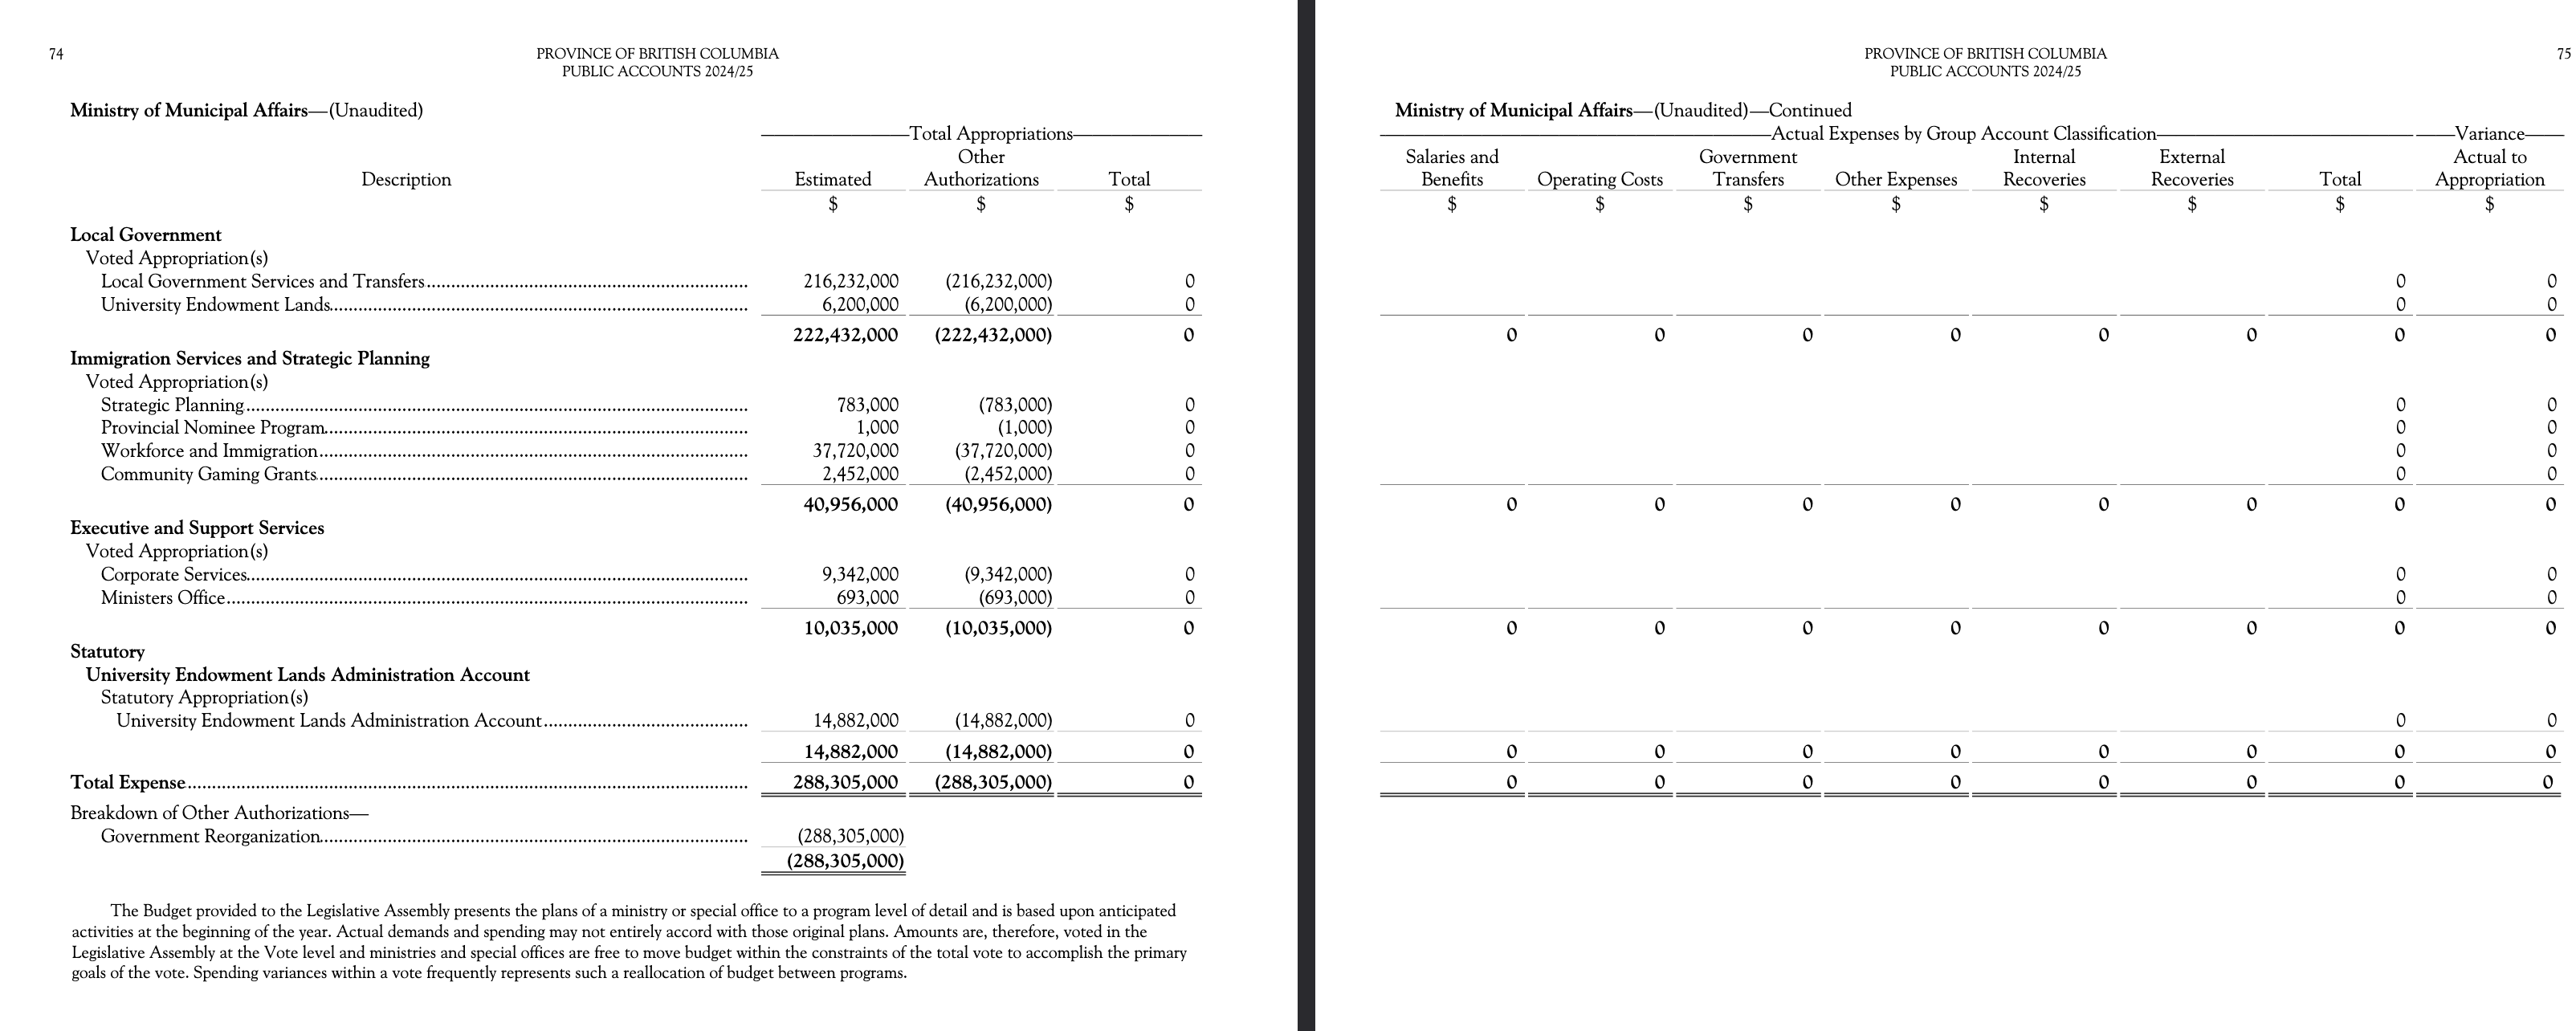 74
PROVINCE OF BRITISH COLUMBIA
PUBLIC ACCOUNTS 2024/25
Ministry of Municipal Affairs—(Unaudited)
Total Appropriations
Other
Description Estimated Authorizations Total
$ $ $
Local Government
Voted Appropriation(s)
Local Government Services and Transfers 216,232,000 (216,232,000) 0
University Endowment Lands 6,200,000 (6,200,000) 0
222,432,000 (222,432,000) 0
Immigration Services and Strategic Planning
Voted Appropriation(s)
Strategic Planning 783,000 (783,000) 0
Provincial Nominee Program 1,000 (1,000) 0
Workforce and Immigration 37,720,000 (37,720,000) 0
Community Gaming Grants 2,452,000 (2,452,000) 0
40,956,000 (40,956,000) 0
Executive and Support Services
Voted Appropriation(s)
Corporate Services 9,342,000 (9,342,000) 0
Ministers Office 693,000 (693,000) 0
10,035,000 (10,035,000) 0
Statutory
University Endowment Lands Administration Account
Statutory Appropriation(s)
University Endowment Lands Administration Account 14,882,000 (14,882,000) 0
14,882,000 (14,882,000) 0
Total Expense 288,305,000 (288,305,000) 0
Breakdown of Other Authorizations—
Government Reorganization (288,305,000)
(288,305,000)
The Budget provided to the Legislative Assembly presents the plans of a ministry or special office to a program level of detail and is based upon anticipated
activities at the beginning of the year. Actual demands and spending may not entirely accord with those original plans. Amounts are, therefore, voted in the
Legislative Assembly at the Vote level and ministries and special offices are free to move budget within the constraints of the total vote to accomplish the primary
goals of the vote. Spending variances within a vote frequently represents such a reallocation of budget between programs.
PROVINCE OF BRITISH COLUMBIA
PUBLIC ACCOUNTS 2024/25
75
Ministry of Municipal Affairs—(Unaudited)—Continued
Actual Expenses by Group Account Classification Variance
Salaries and Government Internal External Actual to
Benefits Operating Costs Transfers Other Expenses Recoveries Recoveries Total Appropriation
$ $ $ $ $ $ $ $
0 0
0 0
0 0 0 0 0 0 0 0
0 0
0 0
0 0
0 0
0 0 0 0 0 0 0 0
0 0
0 0
0 0 0 0 0 0 0 0
0 0
0 0 0 0 0 0 0 0
0 0 0 0 0 0 0 0